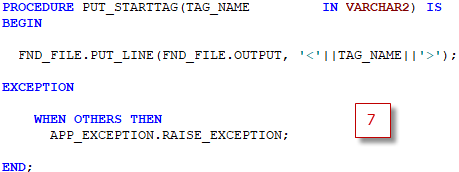 PROCEDURE PUT_STARTTAG(TAG_NAME IN VARCHAR2) IS
BEGIN
FND_FILE.PUT_LINE(FND_FILE.OUTPUT, '<'||TAG_NAME||'>');
EXCEPTION
WHEN OTHERS THEN
APP_EXCEPTION.RAISE_EXCEPTION;
7
END;